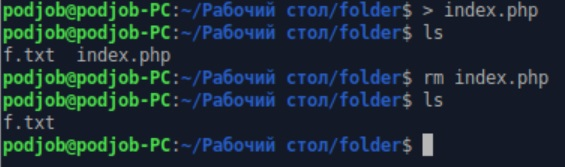 podjob@podjob-PC:~/Рабочий стол/folder$ > index.php
podjob@podjob-PC:~/Рабочий стол/folder$ ls
f.txt  index.php
podjob@podjob-PC:~/Рабочий стол/folder$ rm index.php
podjob@podjob-PC:~/Рабочий стол/folder$ ls
f.txt
podjob@podjob-PC:~/Рабочий стол/folder$